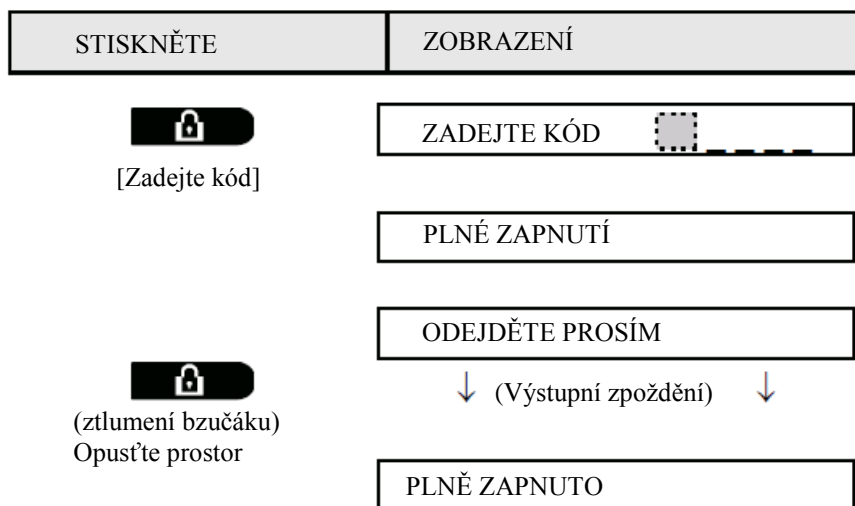 STISKNĚTE
ZOBRAZENÍ
ZADEJTE KÓD
[Zadejte kód]
PLNÉ ZAPNUTÍ
ODEJDĚTE PROSÍM
↓ (Výstupní zpoždění) ↓
(ztlumení bzučáku)
Opusťte prostor
PLNĚ ZAPNUTO